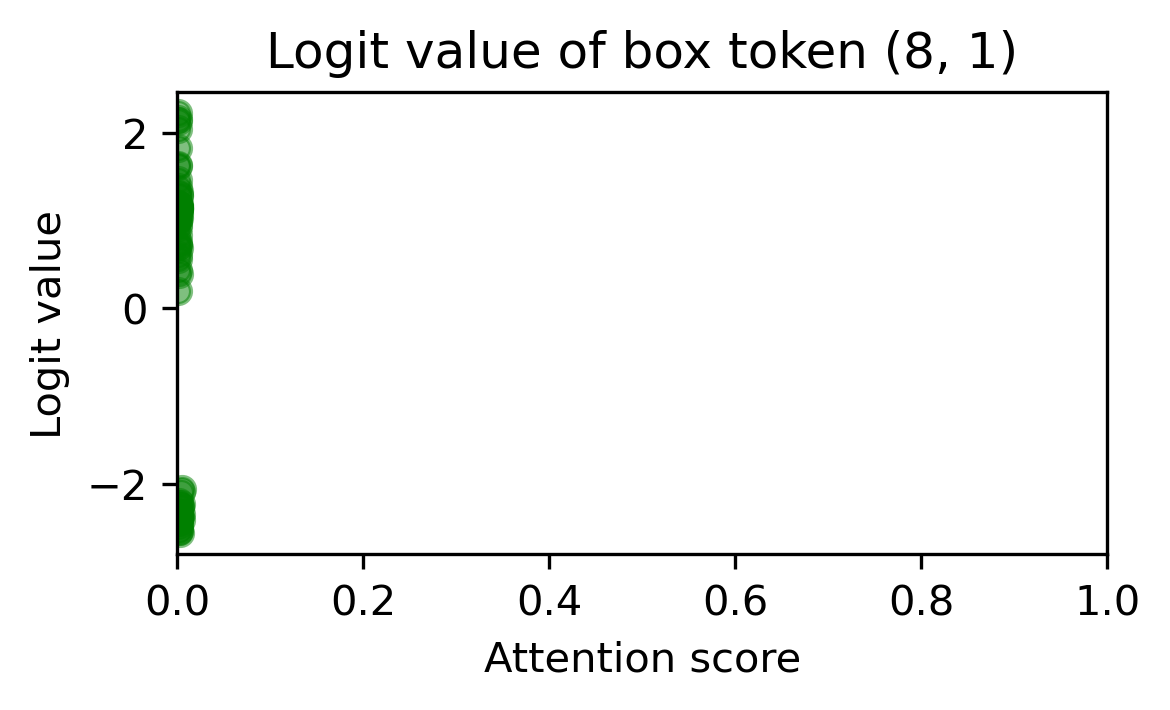 Logit value of box token (8, 1)
Logit value
2
0
−2
0.0 0.2 0.4 0.6 0.8 1.0
Attention score